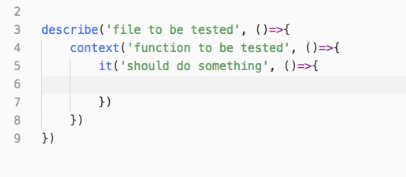 2
3 describe('file to be tested', ()=>{
4 context('function to be tested', ()=>{
5 it('should do something', ()=>{
6
7 })
8 })
9 })